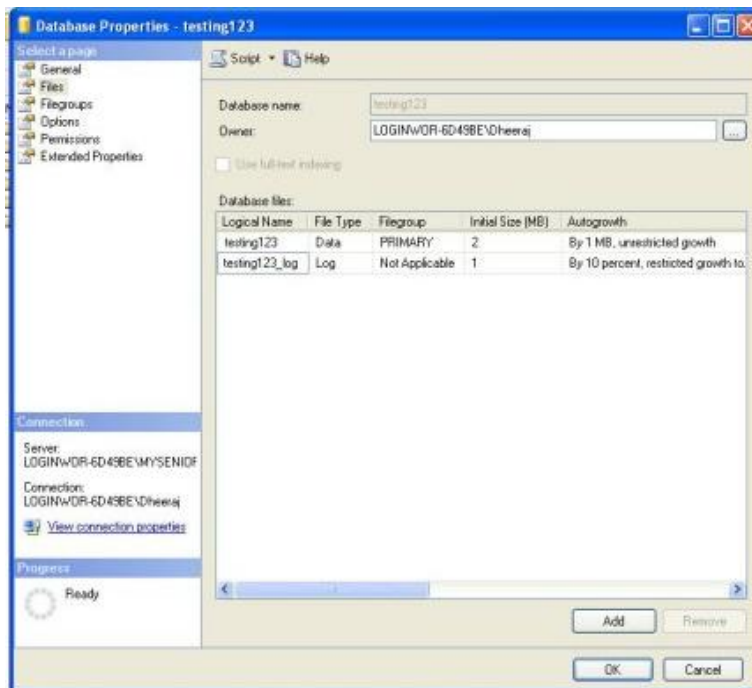 Database Properties - testing123
Select a page
General
Files
Filegroups
Options
Permissions
Extended Properties
Script
Help
Database name:
testing123
Owner:
LOGINWOR-6D49BE\Dheeraj
...
Use full-text indexing
Database files:
Logical Name File Type Filegroup Initial Size (MB) Autogrowth
testing123 Data PRIMARY 2 By 1 MB, unrestricted growth
testing123_log Log Not Applicable 1 By 10 percent, restricted growth to
Connection
Server:
LOGINWOR-6D49BE\MYSENIOR
Connection:
LOGINWOR-6D49BE\Dheeraj
View connection properties
Progress
Ready
Add
Remove
OK
Cancel